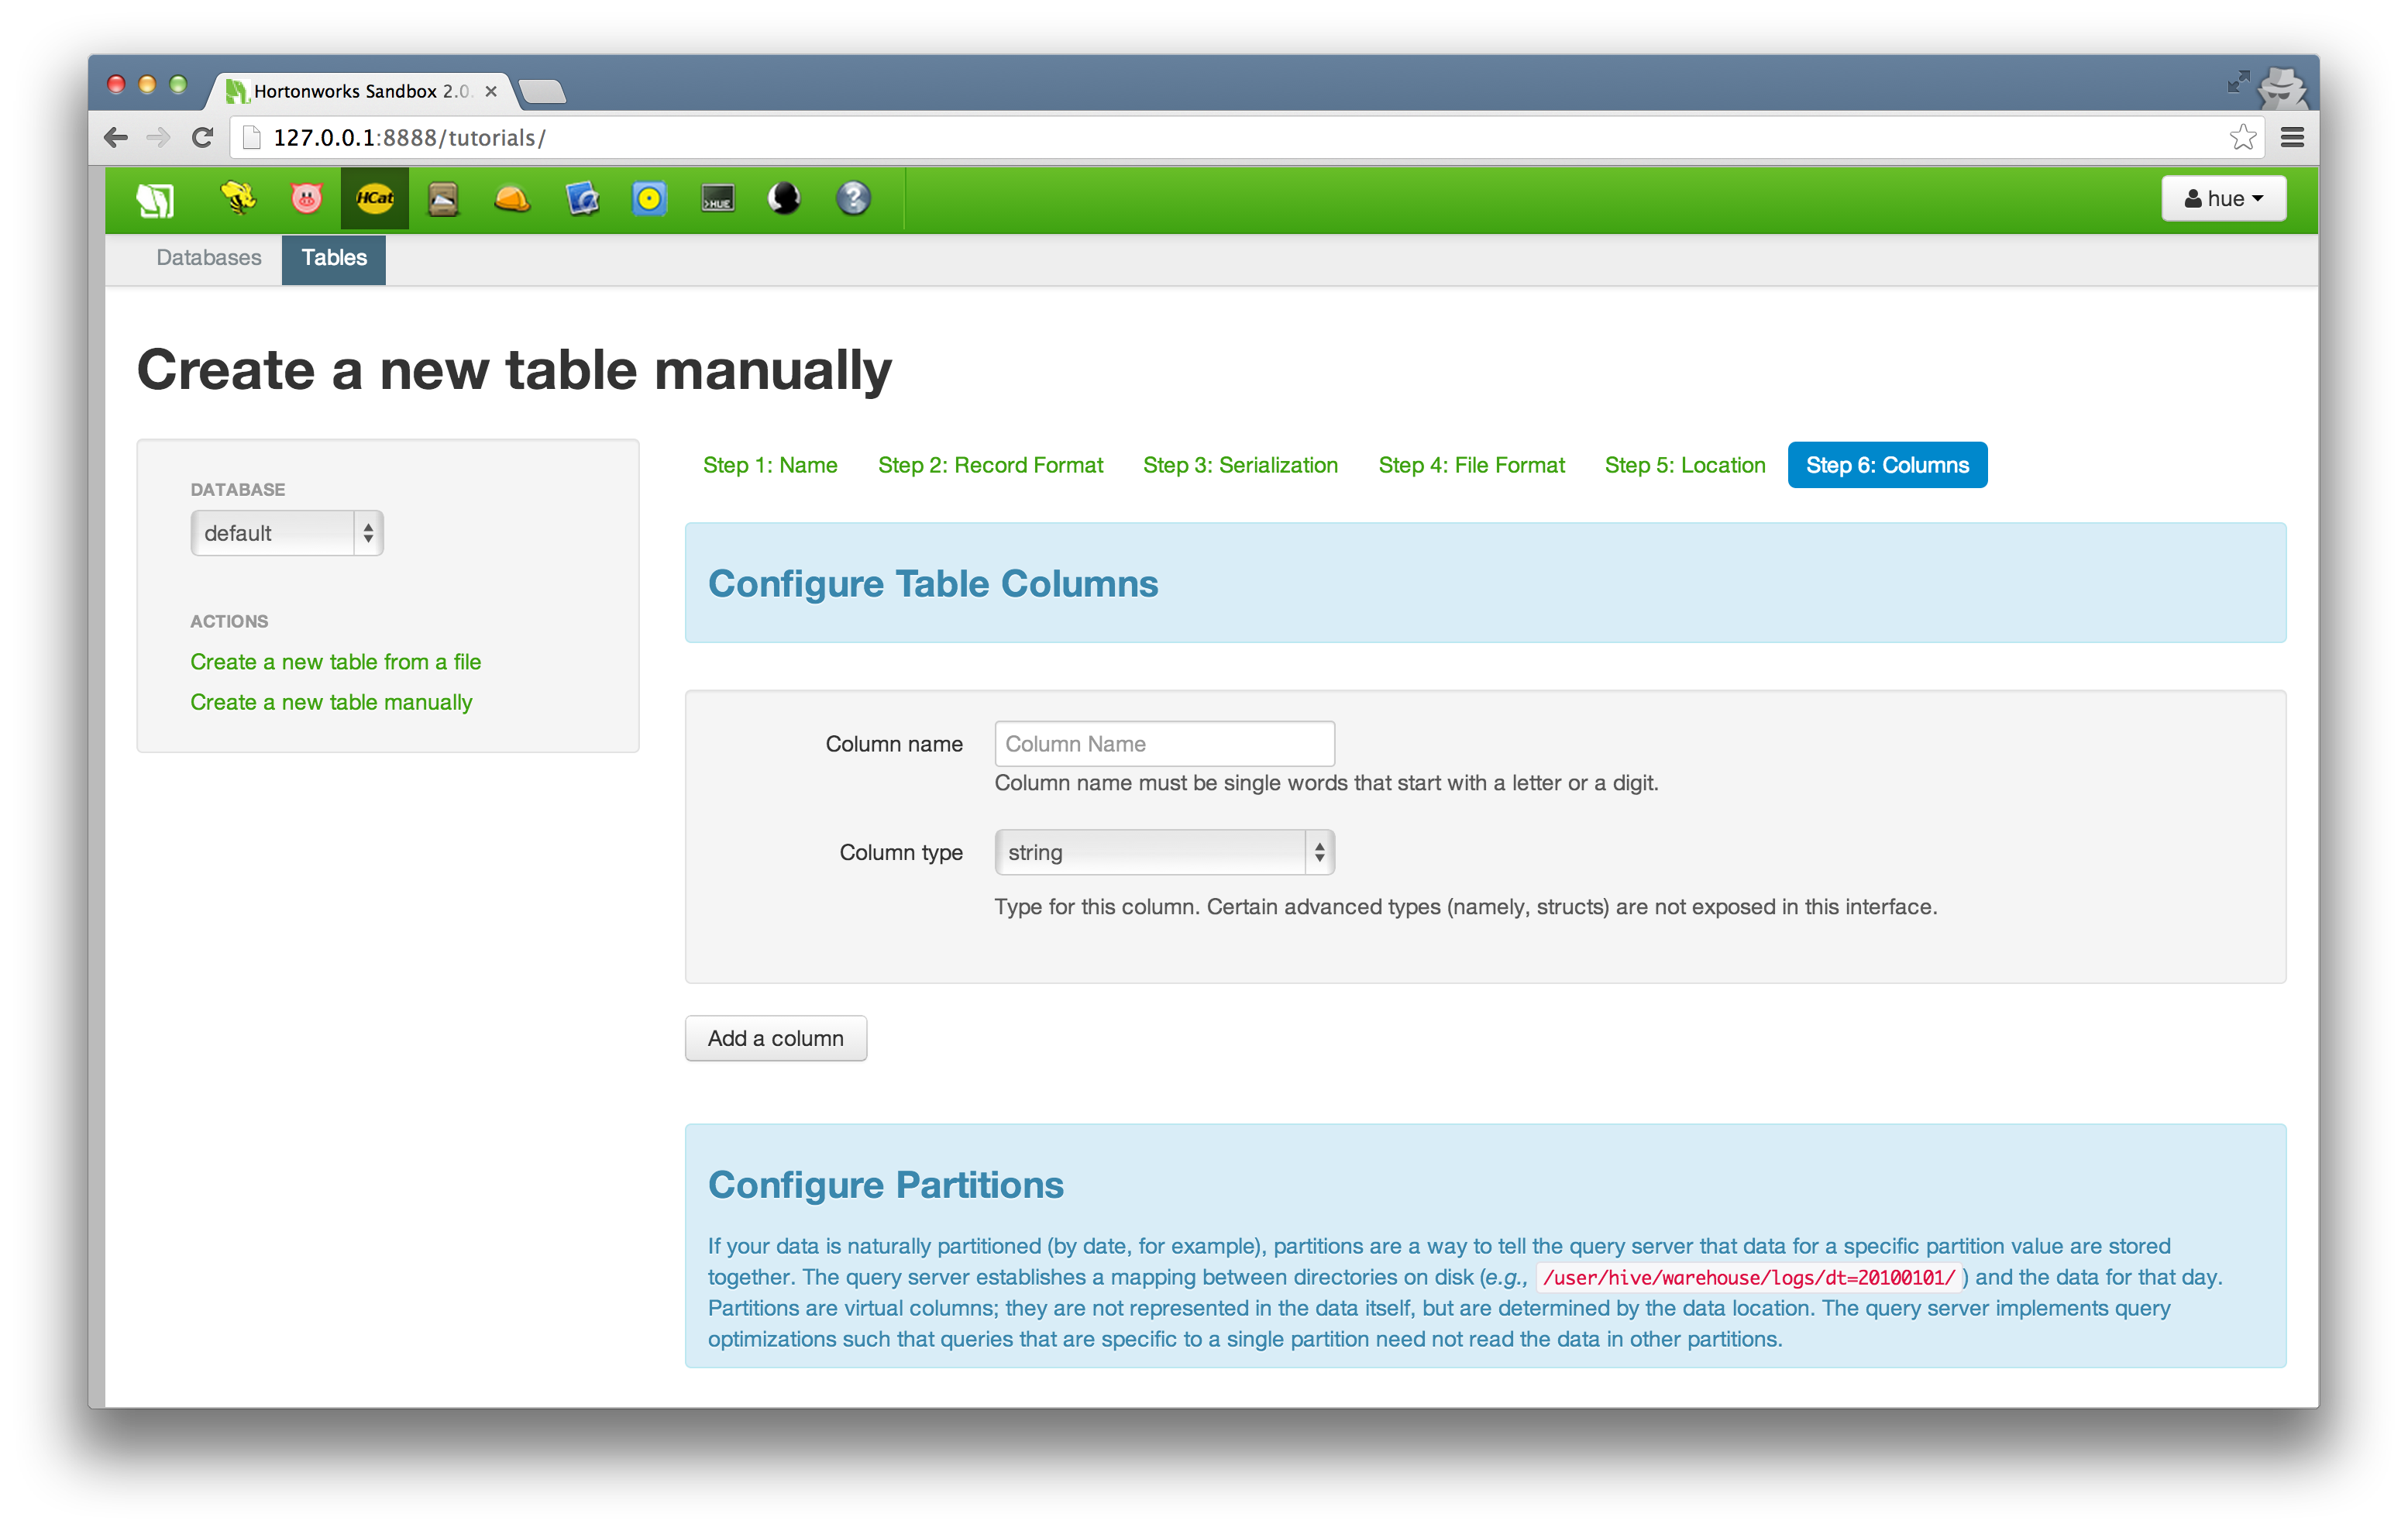 Hortonworks Sandbox 2.0.
127.0.0.1:8888/tutorials/
HCat
>HUE
?
hue
Databases
Tables
Create a new table manually
DATABASE
default
ACTIONS
Create a new table from a file
Create a new table manually
Step 1: Name
Step 2: Record Format
Step 3: Serialization
Step 4: File Format
Step 5: Location
Step 6: Columns
Configure Table Columns
Column name
Column Name
Column name must be single words that start with a letter or a digit.
Column type
string
Type for this column. Certain advanced types (namely, structs) are not exposed in this interface.
Add a column
Configure Partitions
If your data is naturally partitioned (by date, for example), partitions are a way to tell the query server that data for a specific partition value are stored
together. The query server establishes a mapping between directories on disk (e.g., /user/hive/warehouse/logs/dt=20100101/ ) and the data for that day.
Partitions are virtual columns; they are not represented in the data itself, but are determined by the data location. The query server implements query
optimizations such that queries that are specific to a single partition need not read the data in other partitions.